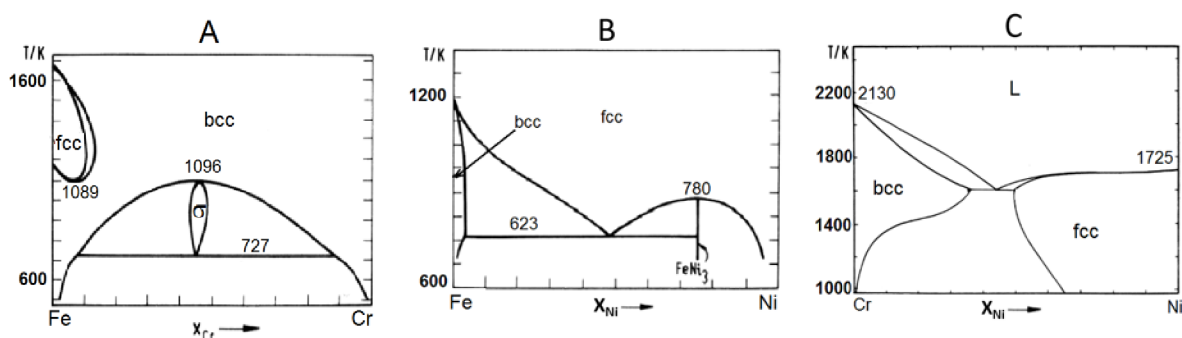 A
T/K
1600
bcc
fcc
1096
1089
σ
727
600
Fe
Cr
X_Cr
B
T/K
1200
bcc
fcc
780
623
FeNi₃
600
Fe
Ni
X_Ni
C
T/K
2200
2130
L
1800
1725
bcc
1400
fcc
1000
Cr
Ni
X_Ni